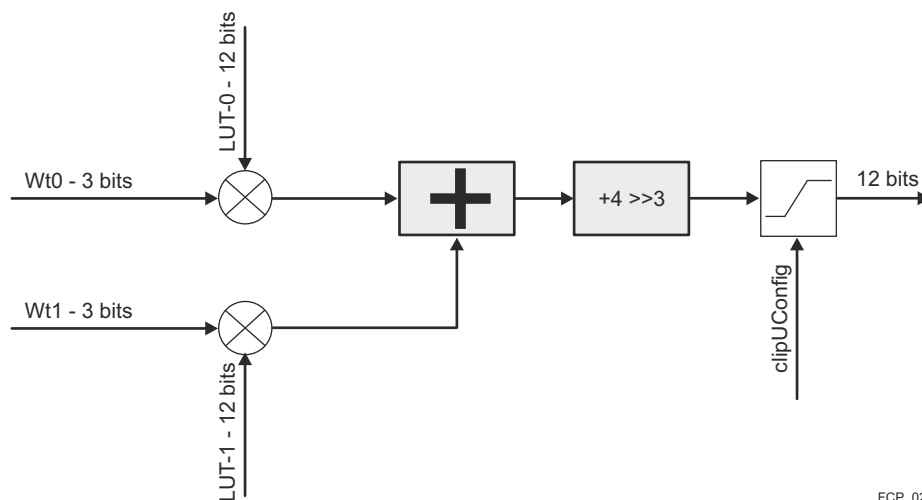 LUT-0 - 12 bits
Wt0 - 3 bits
+4 >>3
12 bits
Wt1 - 3 bits
clipUConfig
LUT-1 - 12 bits